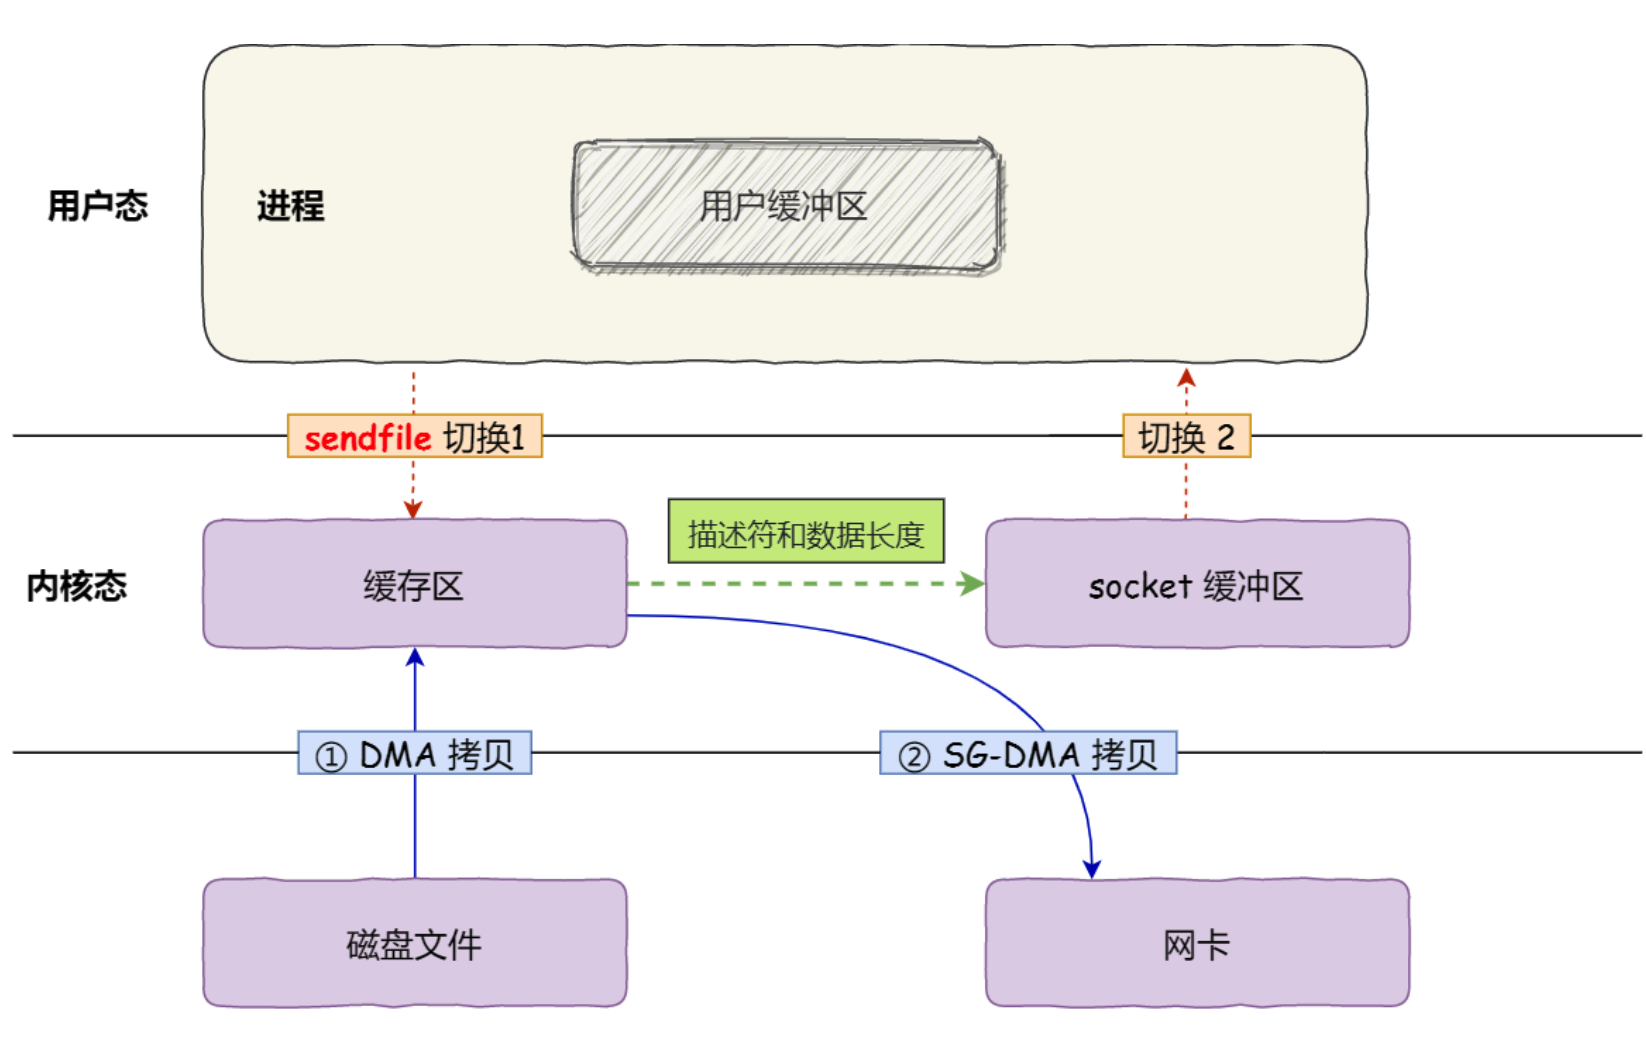 用户态
进程
用户缓冲区
sendfile 切换1
切换 2
描述符和数据长度
内核态
缓存区
socket 缓冲区
① DMA 拷贝
② SG-DMA 拷贝
磁盘文件
网卡